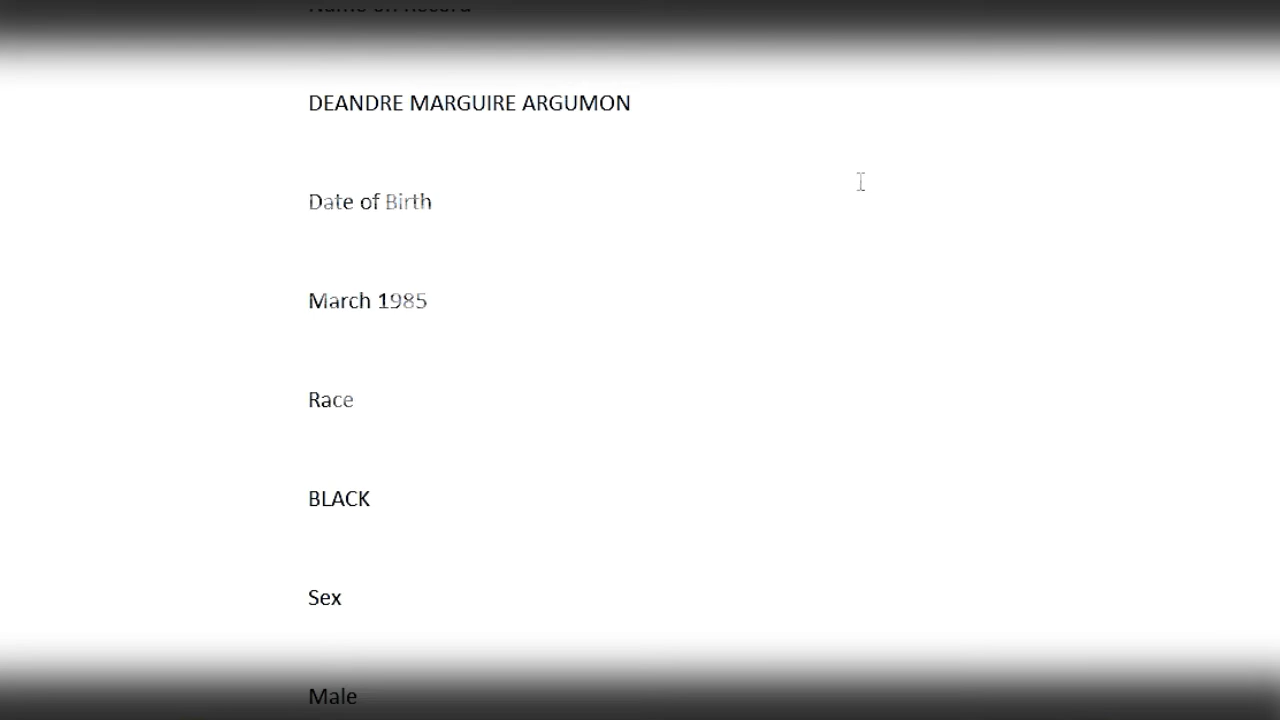 DEANDRE MARGUIRE ARGUMON
Date of Birth
March 1985
Race
BLACK
Sex
Male